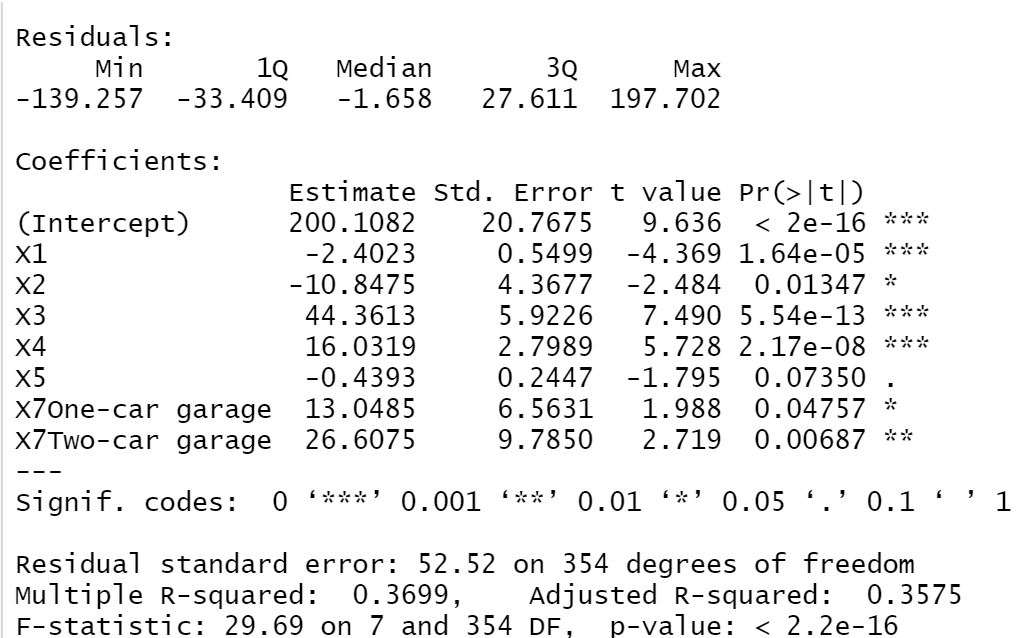 Residuals:
     Min       1Q   Median       3Q      Max
-139.257  -33.409   -1.658   27.611  197.702
Coefficients:
                 Estimate Std. Error t value Pr(>|t|)
(Intercept)      200.1082    20.7675   9.636  < 2e-16 ***
X1                -2.4023     0.5499  -4.369 1.64e-05 ***
X2               -10.8475     4.3677  -2.484  0.01347 *
X3                44.3613     5.9226   7.490 5.54e-13 ***
X4                16.0319     2.7989   5.728 2.17e-08 ***
X5                -0.4393     0.2447  -1.795  0.07350 .
X7One-car garage  13.0485     6.5631   1.988  0.04757 *
X7Two-car garage  26.6075     9.7850   2.719  0.00687 **
---
Signif. codes:  0 ‘***’ 0.001 ‘**’ 0.01 ‘*’ 0.05 ‘.’ 0.1 ‘ ’ 1
Residual standard error: 52.52 on 354 degrees of freedom
Multiple R-squared:  0.3699,    Adjusted R-squared:  0.3575
F-statistic: 29.69 on 7 and 354 DF,  p-value: < 2.2e-16